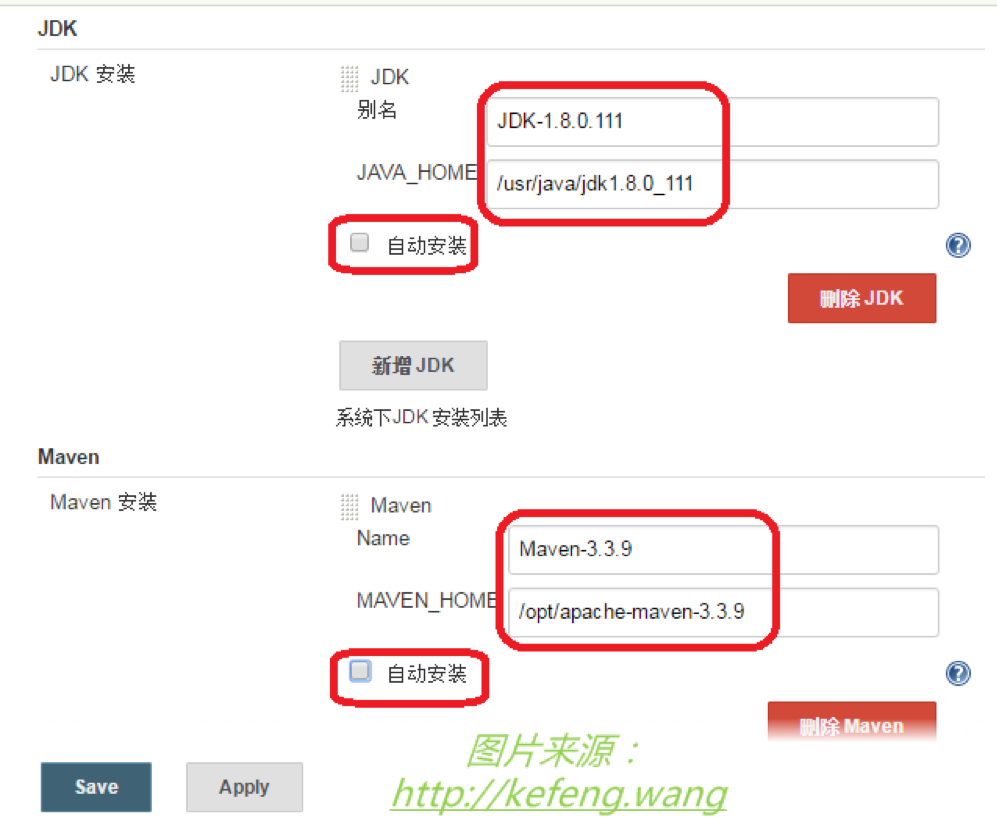 JDK
JDK 安装
JDK
别名
JDK-1.8.0.111
JAVA_HOME
/usr/java/jdk1.8.0_111
自动安装
?
删除 JDK
新增 JDK
系统下JDK 安装列表
Maven
Maven 安装
Maven
Name
Maven-3.3.9
MAVEN_HOME
/opt/apache-maven-3.3.9
自动安装
?
删除 Maven
图片来源：
http://kefeng.wang
Save
Apply